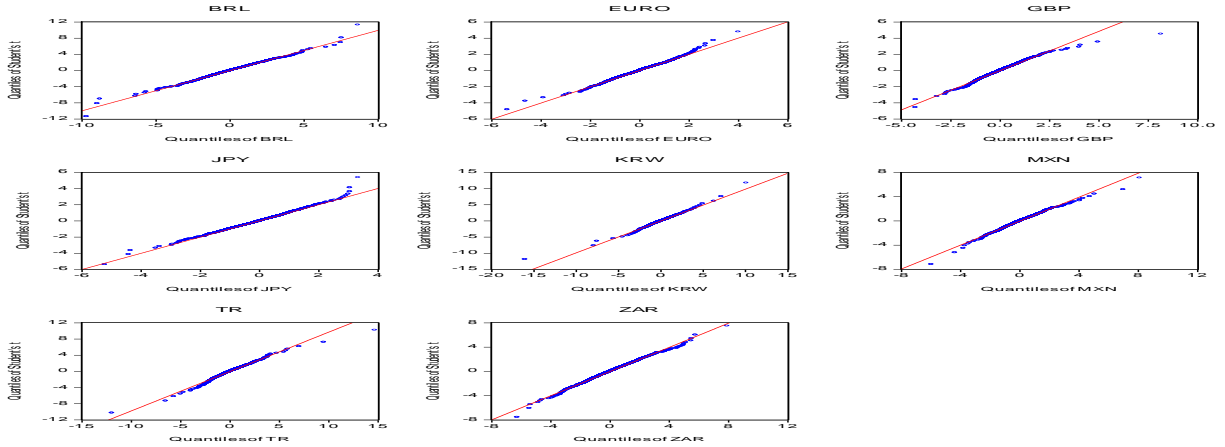 BRL
Quantiles of Student's t
12
8
4
0
-4
-8
-12
-10 -5 0 5 10
Quantiles of BRL
EURO
Quantiles of Student's t
6
4
2
0
-2
-4
-6
-6 -4 -2 0 2 4 6
Quantiles of EURO
GBP
Quantiles of Student's t
6
4
2
0
-2
-4
-6
-5.0 -2.5 0.0 2.5 5.0 7.5 10.0
Quantiles of GBP
JPY
Quantiles of Student's t
6
4
2
0
-2
-4
-6
-6 -4 -2 0 2 4
Quantiles of JPY
KRW
Quantiles of Student's t
15
10
5
0
-5
-10
-15
-20 -15 -10 -5 0 5 10 15
Quantiles of KRW
MXN
Quantiles of Student's t
8
4
0
-4
-8
-8 -4 0 4 8 12
Quantiles of MXN
TR
Quantiles of Student's t
12
8
4
0
-4
-8
-12
-15 -10 -5 0 5 10 15
Quantiles of TR
ZAR
Quantiles of Student's t
8
4
0
-4
-8
-8 -4 0 4 8 12
Quantiles of ZAR